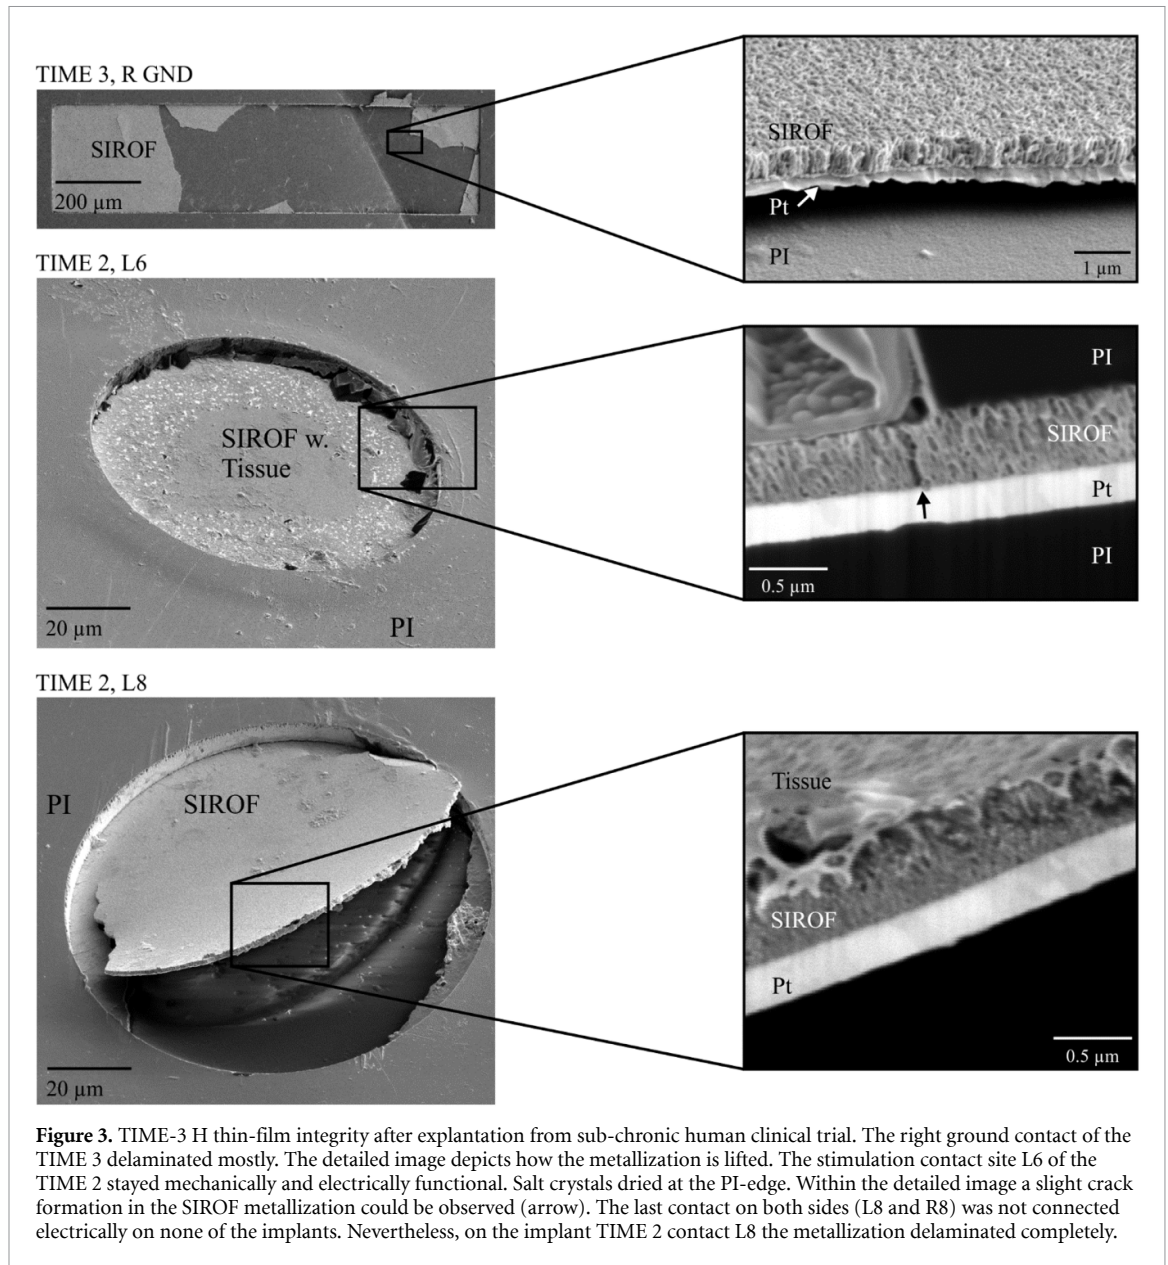 TIME 3, R GND
SIROF
200 µm
SIROF
Pt
PI
1 µm
TIME 2, L6
SIROF w.
Tissue
20 µm
PI
PI
SIROF
Pt
PI
0.5 µm
TIME 2, L8
PI
SIROF
20 µm
Tissue
SIROF
Pt
0.5 µm
Figure 3. TIME-3 H thin-film integrity after explantation from sub-chronic human clinical trial. The right ground contact of the
TIME 3 delaminated mostly. The detailed image depicts how the metallization is lifted. The stimulation contact site L6 of the
TIME 2 stayed mechanically and electrically functional. Salt crystals dried at the PI-edge. Within the detailed image a slight crack
formation in the SIROF metallization could be observed (arrow). The last contact on both sides (L8 and R8) was not connected
electrically on none of the implants. Nevertheless, on the implant TIME 2 contact L8 the metallization delaminated completely.